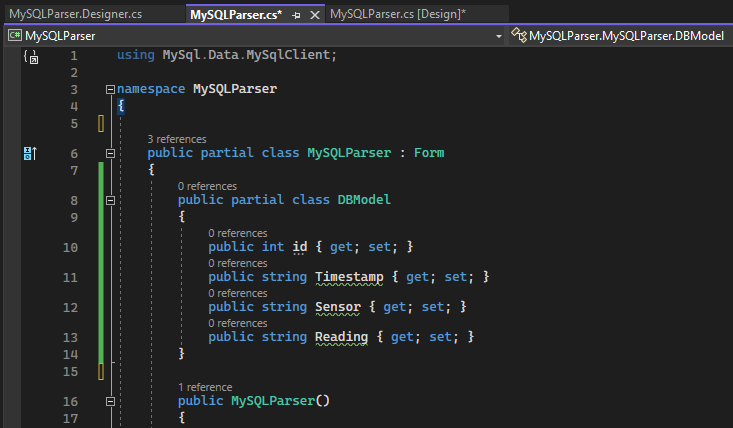 MySQLParser.Designer.cs MySQLParser.cs* MySQLParser.cs [Design]*
C# MySQLParser MySQLParser.MySQLParser.DBModel
1 using MySql.Data.MySqlClient;
2
3 namespace MySQLParser
4 {
5
3 references
6 public partial class MySQLParser : Form
7 {
0 references
8 public partial class DBModel
9 {
0 references
10 public int id { get; set; }
0 references
11 public string Timestamp { get; set; }
0 references
12 public string Sensor { get; set; }
0 references
13 public string Reading { get; set; }
14 }
15
1 reference
16 public MySQLParser()
17 {